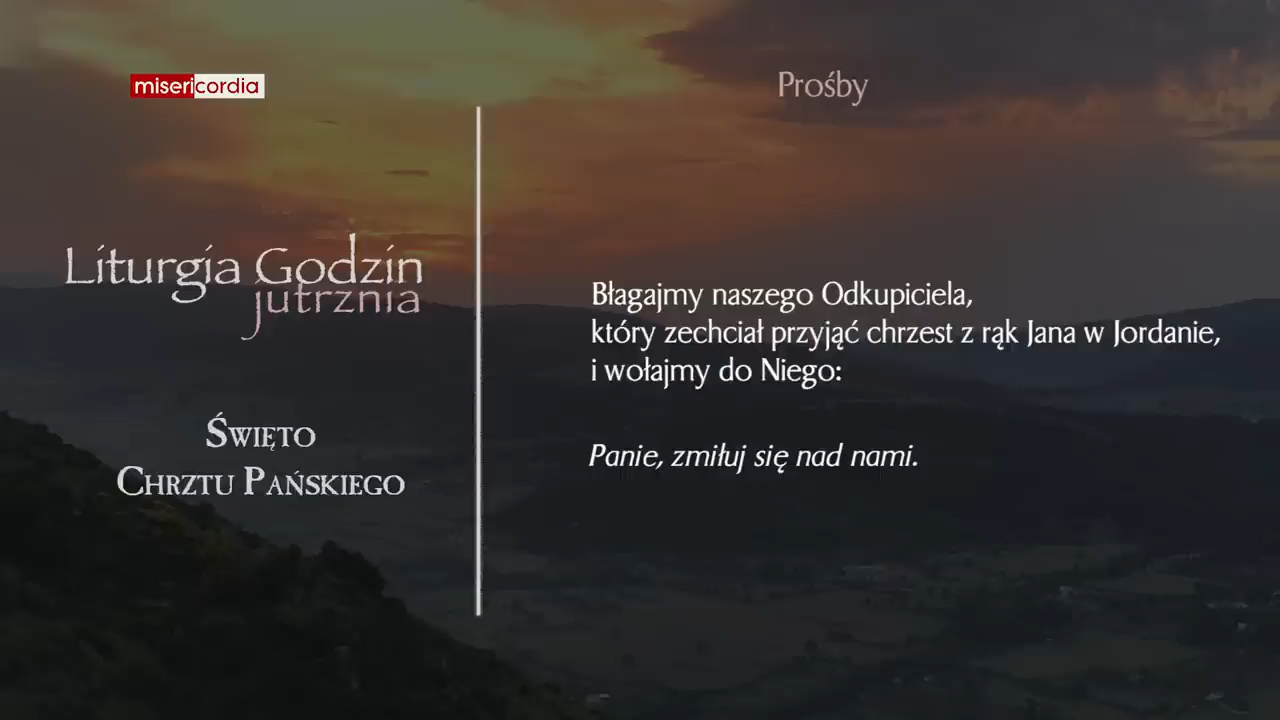 misericordia
Liturgia Godzin
jutrznia
Święto
Chrztu Pańskiego
Prośby
Błagajmy naszego Odkupiciela,
który zechciał przyjąć chrzest z rąk Jana w Jordanie,
i wołajmy do Niego:
Panie, zmiłuj się nad nami.